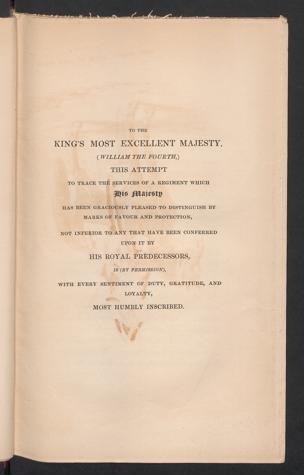 TO THE
KING'S MOST EXCELLENT MAJESTY,
(WILLIAM THE FOURTH,)
THIS ATTEMPT
TO TRACE THE SERVICES OF A REGIMENT WHICH
His Majesty
HAS BEEN GRACIOUSLY PLEASED TO DISTINGUISH BY
MARKS OF FAVOUR AND PROTECTION,
NOT INFERIOR TO ANY THAT HAVE BEEN CONFERRED
UPON IT BY
HIS ROYAL PREDECESSORS,
IS (BY PERMISSION),
WITH EVERY SENTIMENT OF DUTY, GRATITUDE, AND
LOYALTY,
MOST HUMBLY INSCRIBED.